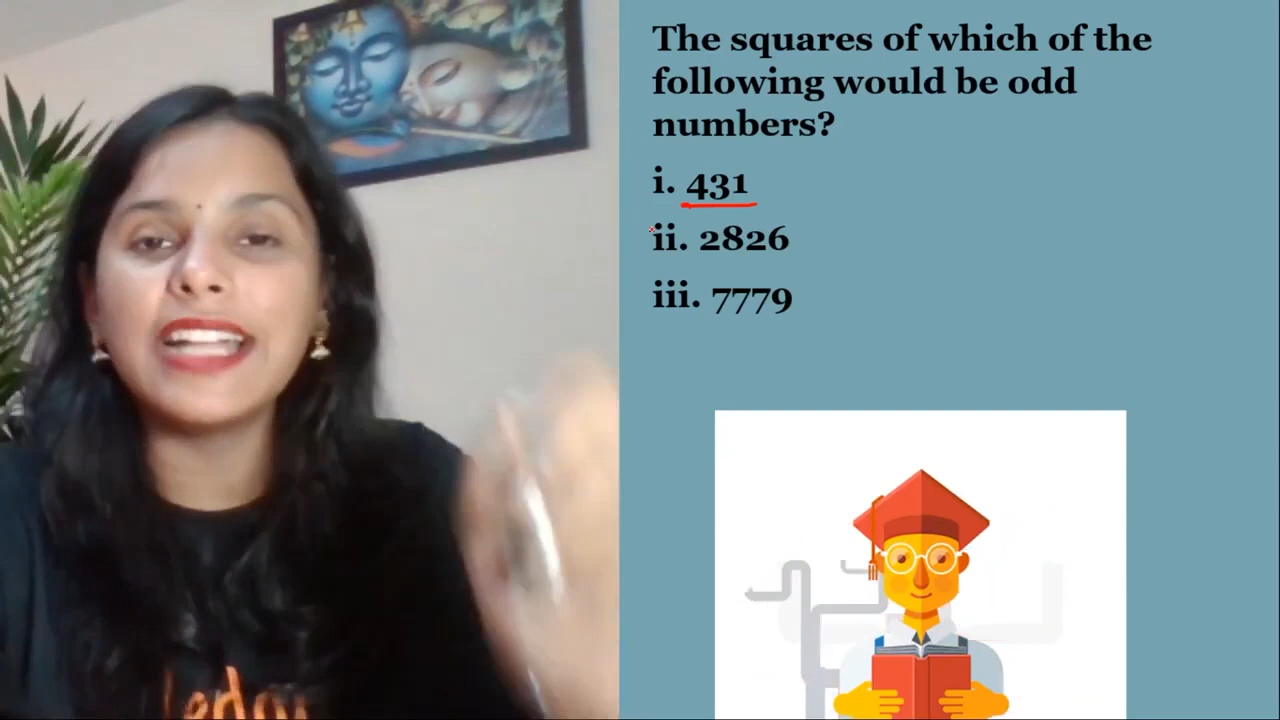 The squares of which of the
following would be odd
numbers?
i. 431
ii. 2826
iii. 7779